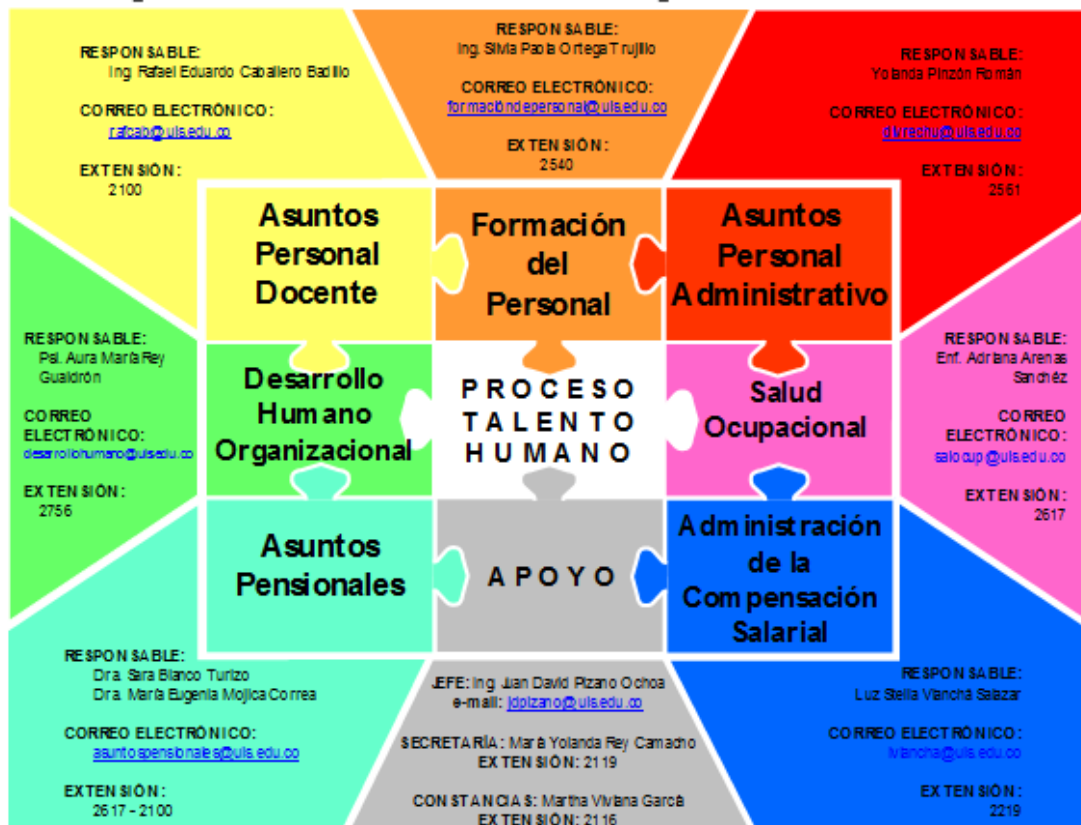 RESPONSABLE:
Ing. Rafael Eduardo Caballero Badillo
CORREO ELECTRÓNICO:
rafcab@uis.edu.co
EXTENSIÓN:
2100
RESPONSABLE:
Ing. Silvia Paola Ortega Trujillo
CORREO ELECTRÓNICO:
formacióndepersonal@uis.edu.co
EXTENSIÓN:
2540
RESPONSABLE:
Yolanda Pinzón Román
CORREO ELECTRÓNICO:
divrechu@uis.edu.co
EXTENSIÓN:
2561
Asuntos
Personal
Docente
Formación
del
Personal
Asuntos
Personal
Administrativo
RESPONSABLE:
Psi. Aura María Rey
Gualdrón
CORREO
ELECTRÓNICO:
desarrollohumano@uis.edu.co
EXTENSIÓN:
2756
Desarrollo
Humano
Organizacional
PROCESO
TALENTO
HUMANO
Salud
Ocupacional
RESPONSABLE:
Enf. Adriana Arenas
Sanchéz
CORREO
ELECTRÓNICO:
salocup@uis.edu.co
EXTENSIÓN:
2617
Asuntos
Pensionales
APOYO
Administración
de la
Compensación
Salarial
RESPONSABLE:
Dra. Sara Blanco Turizo
Dra. María Eugenia Mojica Correa
CORREO ELECTRÓNICO:
asuntospensionales@uis.edu.co
EXTENSIÓN:
2617 - 2100
JEFE: Ing. Juan David Pizano Ochoa
e-mail: jdpizano@uis.edu.co
SECRETARÍA: María Yolanda Rey Camacho
EXTENSIÓN: 2119
CONSTANCIAS: Martha Viviana García
EXTENSIÓN: 2116
RESPONSABLE:
Luz Stella Vianchá Salazar
CORREO ELECTRÓNICO:
lviancha@uis.edu.co
EXTENSIÓN:
2219